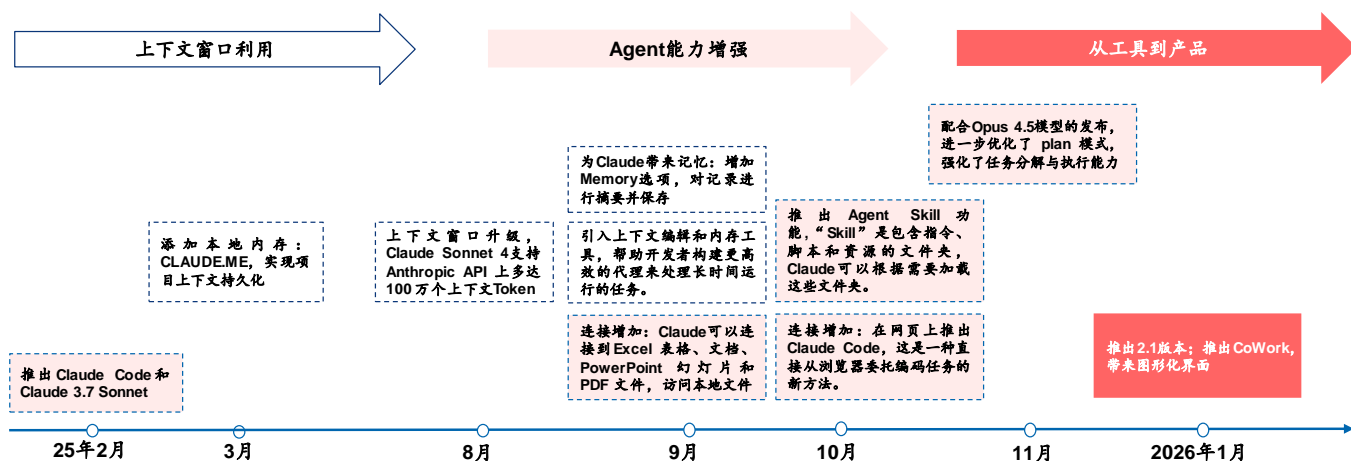 上下文窗口利用
Agent能力增强
从工具到产品
配合Opus 4.5模型的发布，
进一步优化了 plan 模式，
强化了任务分解与执行能力
为Claude带来记忆：增加
Memory选项，对记录进
行摘要并保存
添加本地内存：
CLAUDE.ME，实现项
目上下文持久化
上下文窗口升级，
Claude Sonnet 4支持
Anthropic API 上多达
100万个上下文Token
引入上下文编辑和内存工
具，帮助开发者构建更高
效的代理来处理长时间运
行的任务。
推出 Agent Skill 功
能，“Skill”是包含指令、
脚本和资源的文件夹，
Claude可以根据需要加载
这些文件夹。
推出Claude Code和
Claude 3.7 Sonnet
连接增加：Claude可以连
接到Excel 表格、文档、
PowerPoint 幻灯片和
PDF 文件，访问本地文件
连接增加：在网页上推出
Claude Code，这是一种直
接从浏览器委托编码任务的
新方法。
推出2.1版本；推出CoWork，
带来图形化界面
25年2月
3月
8月
9月
10月
11月
2026年1月